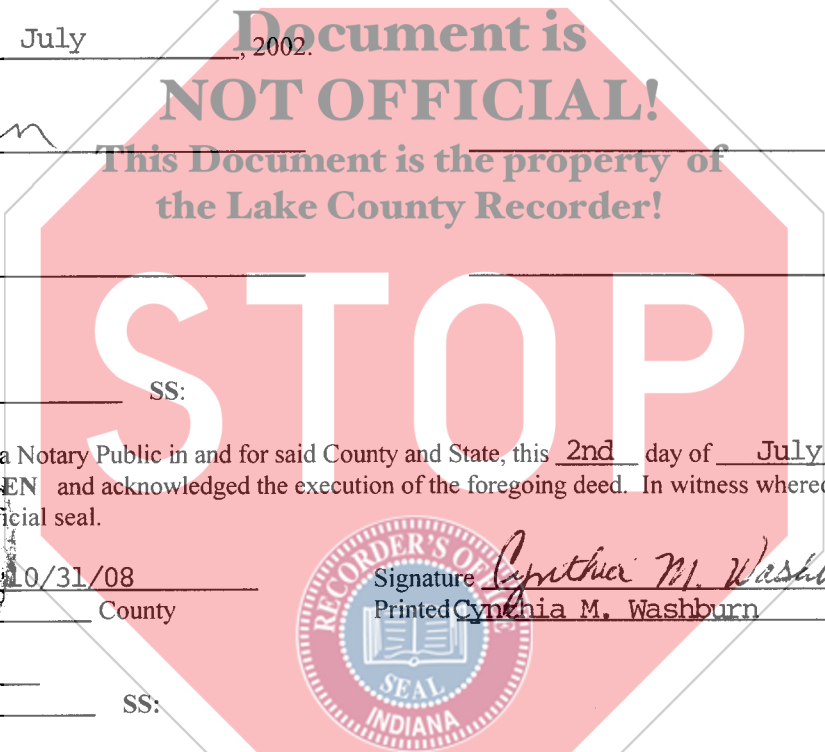 July , 2002.
Document is
NOT OFFICIAL!
This Document is the property of
the Lake County Recorder!
STOP
SS:
a Notary Public in and for said County and State, this 2nd day of July
EN and acknowledged the execution of the foregoing deed. In witness whereo
icial seal.
10/31/08
Signature Cynthia M. Washb
County
Printed Cynthia M. Washburn
RECORDER'S OFFICE
SEAL
INDIANA
SS: